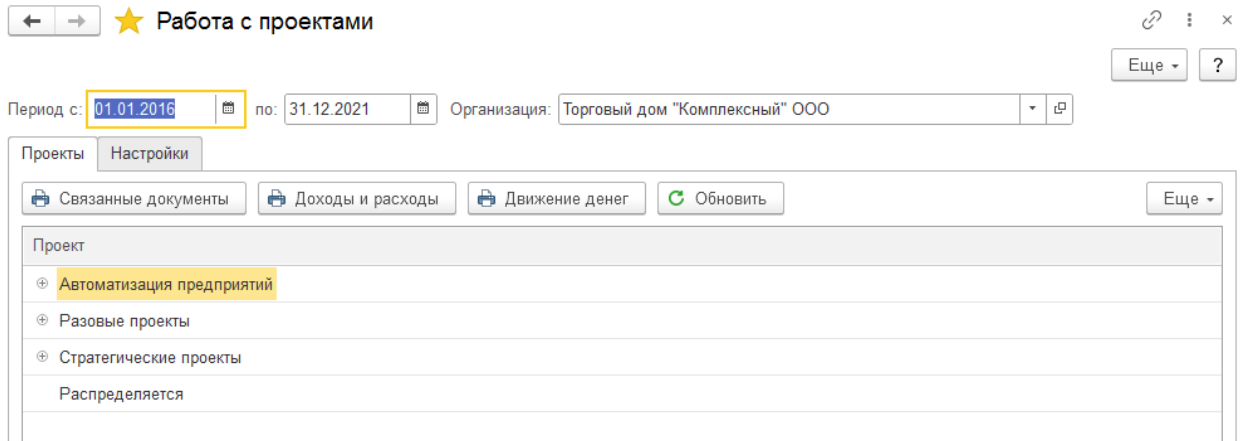 Работа с проектами
Еще ?
Период с: 01.01.2016 по: 31.12.2021 Организация: Торговый дом "Комплексный" ООО
Проекты Настройки
Связанные документы Доходы и расходы Движение денег Обновить Еще
Проект
Автоматизация предприятий
Разовые проекты
Стратегические проекты
Распределяется